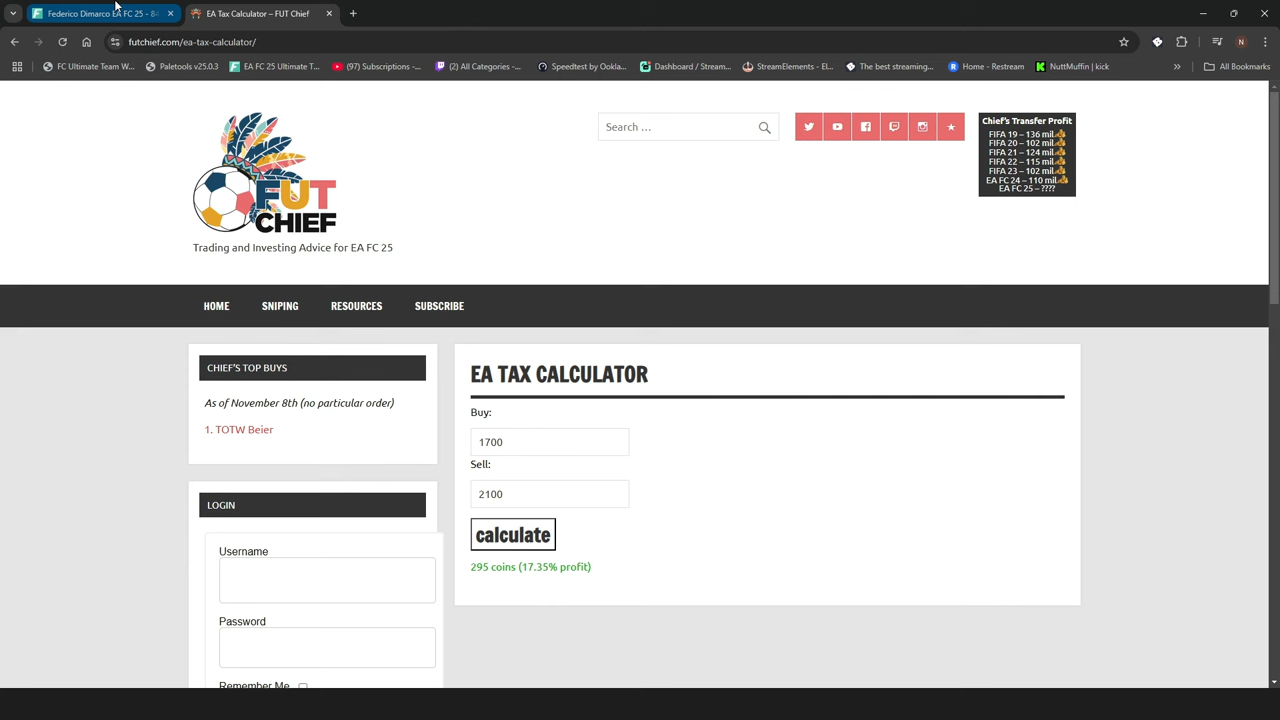 Federico Dimarco EA FC 25 - 84
EA Tax Calculator – FUT Chief
futchief.com/ea-tax-calculator/
N
FC Ultimate Team W...
Paletools v25.0.3
EA FC 25 Ultimate T...
(97) Subscriptions -...
(2) All Categories -...
Speedtest by Ookla...
Dashboard / Stream...
StreamElements - El...
The best streaming...
Home - Restream
NuttMuffin | kick
All Bookmarks
FUT
CHIEF
Trading and Investing Advice for EA FC 25
Search …
Chief's Transfer Profit
FIFA 19 – 136 mil
FIFA 20 – 102 mil
FIFA 21 – 124 mil
FIFA 22 – 115 mil
FIFA 23 – 102 mil
EA FC 24 – 110 mil
EA FC 25 – ????
HOME
SNIPING
RESOURCES
SUBSCRIBE
CHIEF'S TOP BUYS
As of November 8th (no particular order)
1. TOTW Beier
LOGIN
Username
Password
Remember Me
EA TAX CALCULATOR
Buy:
1700
Sell:
2100
calculate
295 coins (17.35% profit)